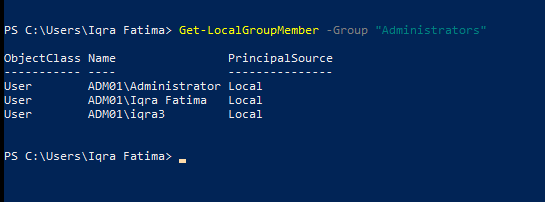 PS C:\Users\Iqra Fatima> Get-LocalGroupMember -Group "Administrators"
ObjectClass Name PrincipalSource
----------- ---- ---------------
User ADM01\Administrator Local
User ADM01\Iqra Fatima Local
User ADM01\iqra3 Local
PS C:\Users\Iqra Fatima>